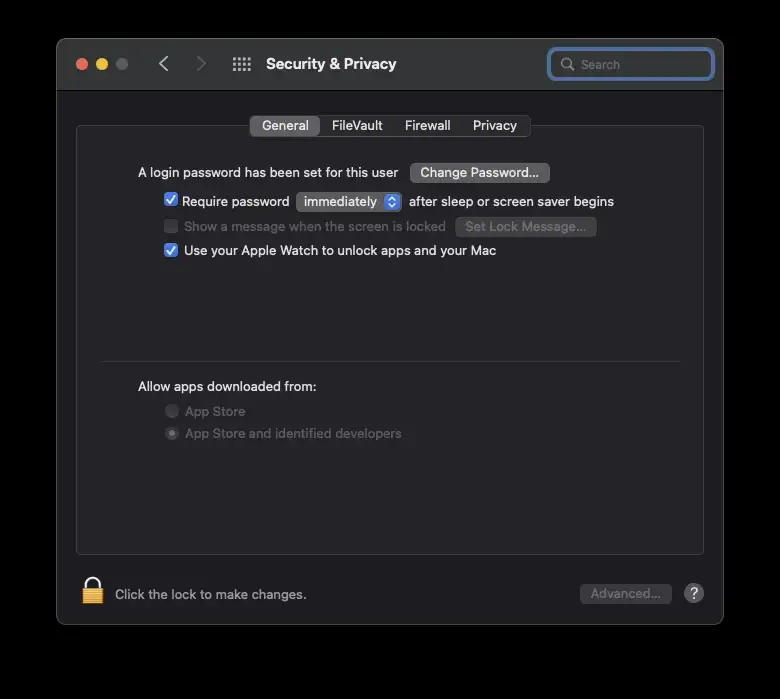 Security & Privacy
Search
General FileVault Firewall Privacy
A login password has been set for this user Change Password...
Require password immediately after sleep or screen saver begins
Show a message when the screen is locked Set Lock Message...
Use your Apple Watch to unlock apps and your Mac
Allow apps downloaded from:
App Store
App Store and identified developers
Click the lock to make changes.
Advanced... ?